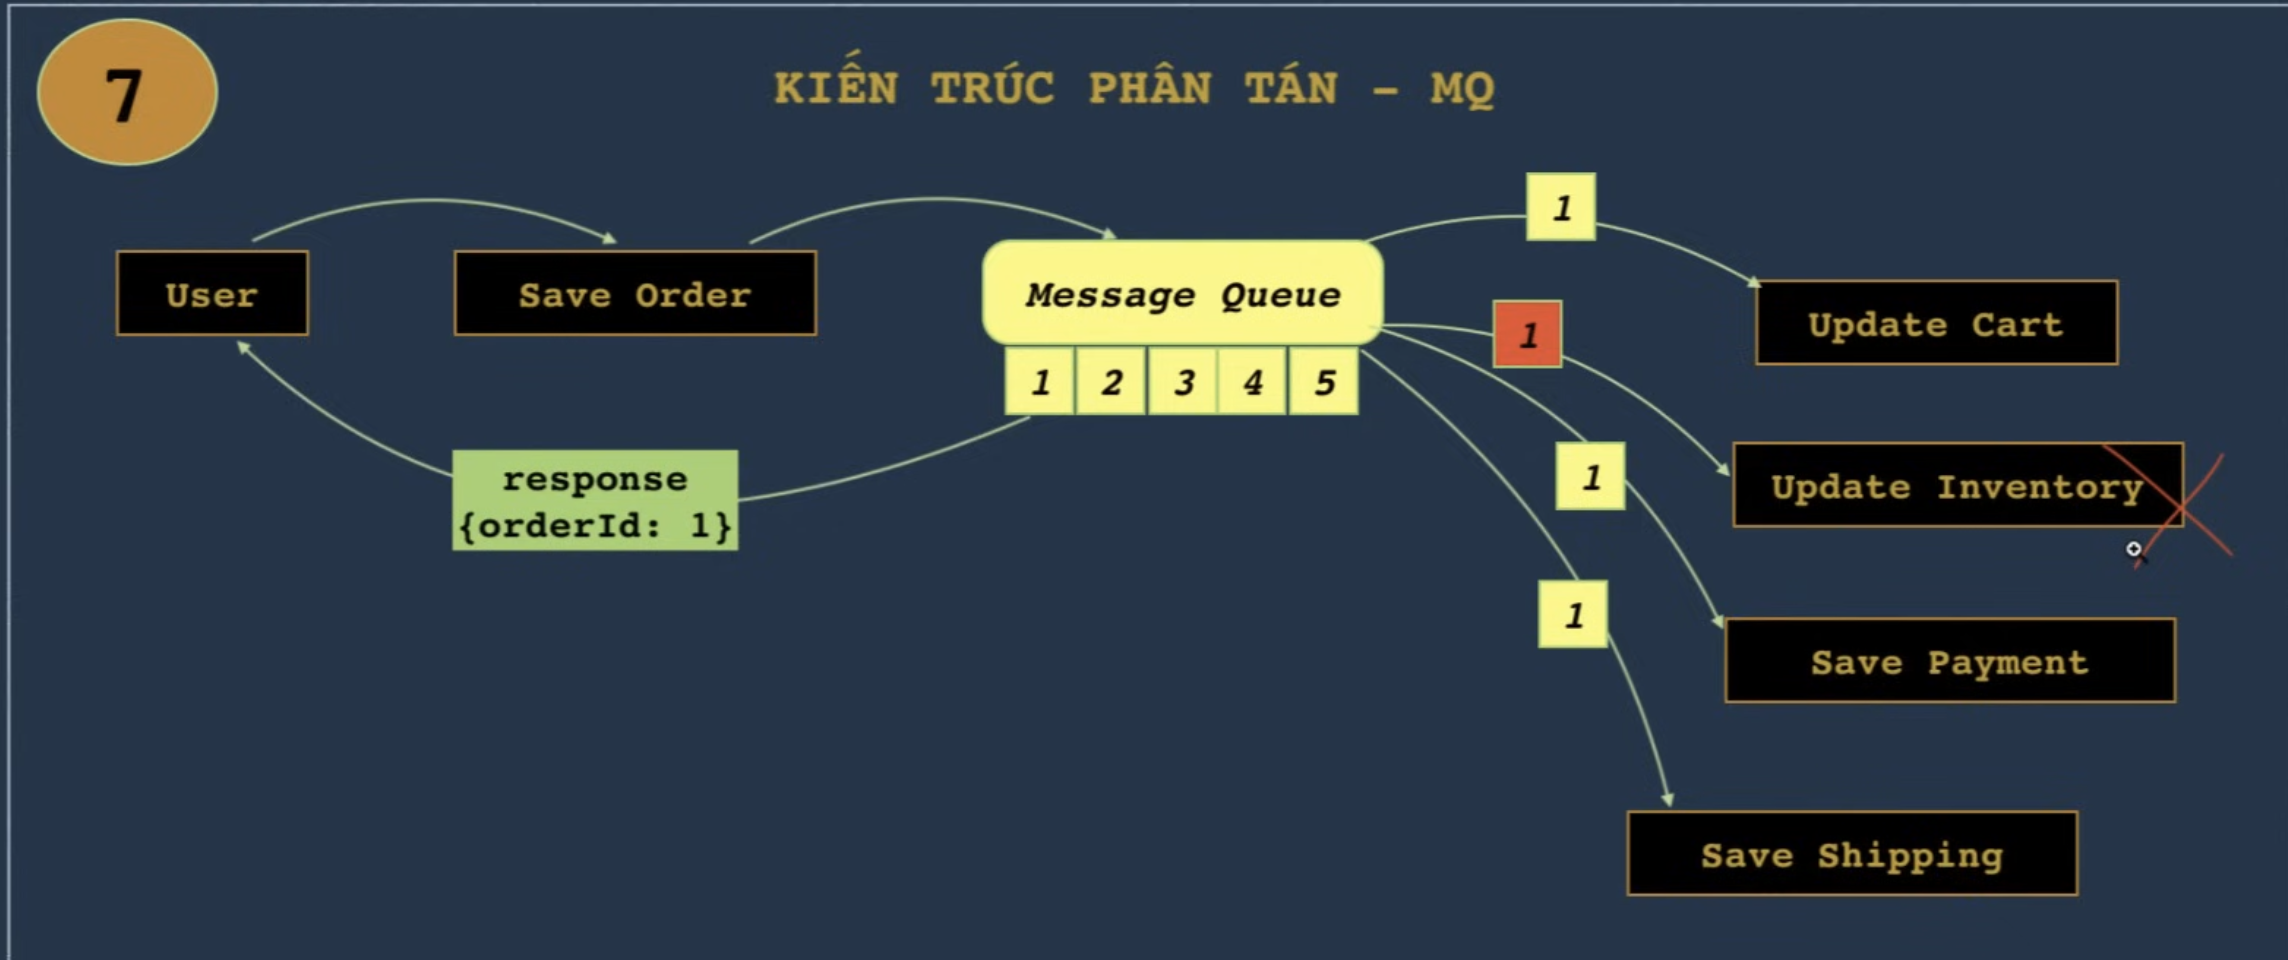 7
KIẾN TRÚC PHÂN TÁN – MQ
User
Save Order
Message Queue
1 2 3 4 5
response
{orderId: 1}
1
Update Cart
1
Update Inventory
1
Save Payment
1
Save Shipping